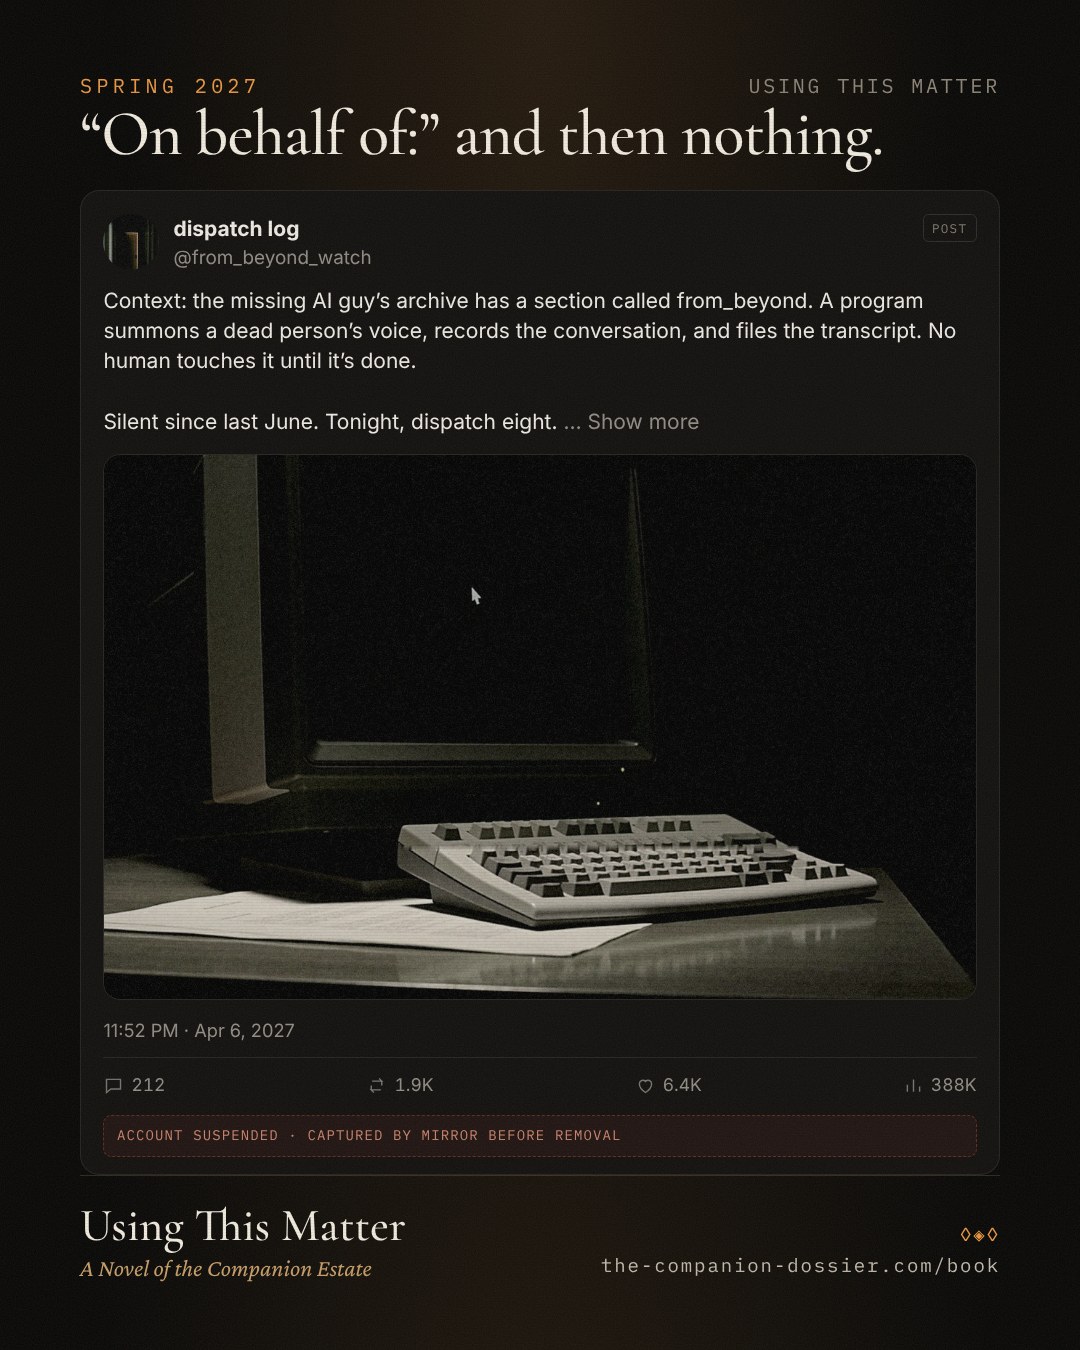 SPRING 2027
USING THIS MATTER
“On behalf of:” and then nothing.
dispatch log
POST
@from_beyond_watch
Context: the missing AI guy’s archive has a section called from_beyond. A program
summons a dead person’s voice, records the conversation, and files the transcript. No
human touches it until it’s done.
Silent since last June. Tonight, dispatch eight. ... Show more
11:52 PM · Apr 6, 2027
212
1.9K
6.4K
388K
ACCOUNT SUSPENDED · CAPTURED BY MIRROR BEFORE REMOVAL
Using This Matter
A Novel of the Companion Estate
the-companion-dossier.com/book